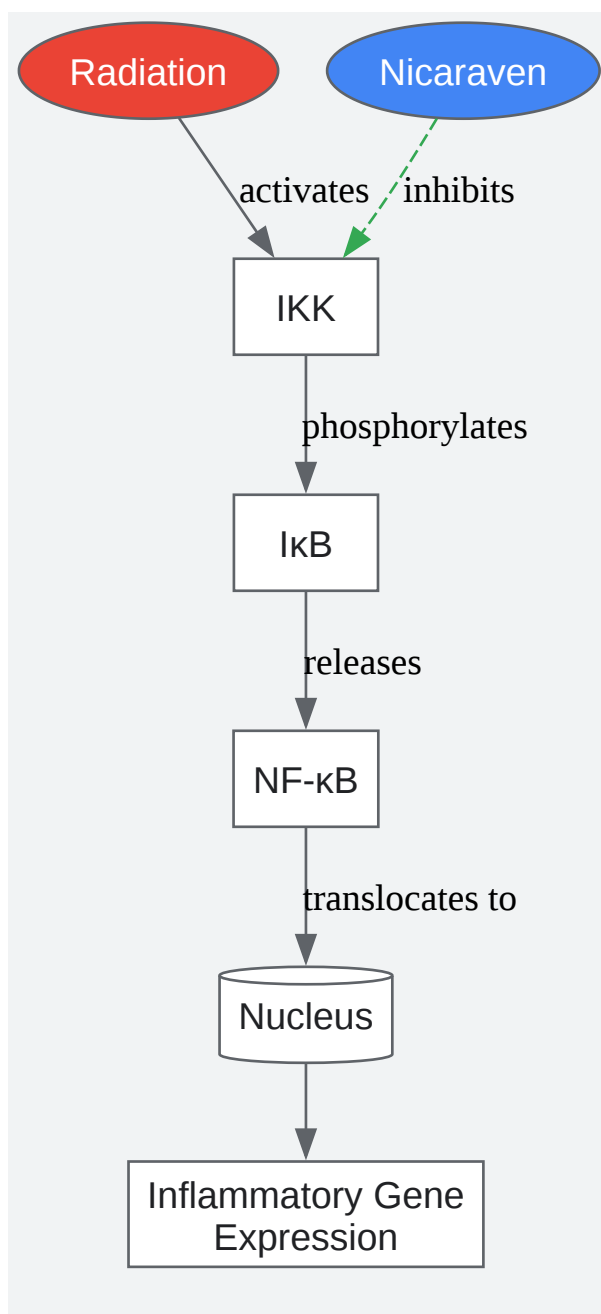 Radiation
Nicaraven
activates
inhibits
IKK
phosphorylates
IκB
releases
NF-κB
translocates to
Nucleus
Inflammatory Gene
Expression